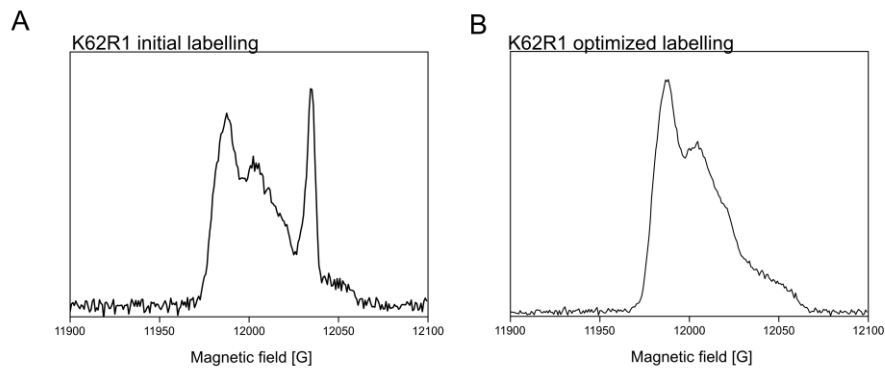 A
K62R1 initial labelling
11900 11950 12000 12050 12100
Magnetic field [G]
B
K62R1 optimized labelling
11900 11950 12000 12050 12100
Magnetic field [G]